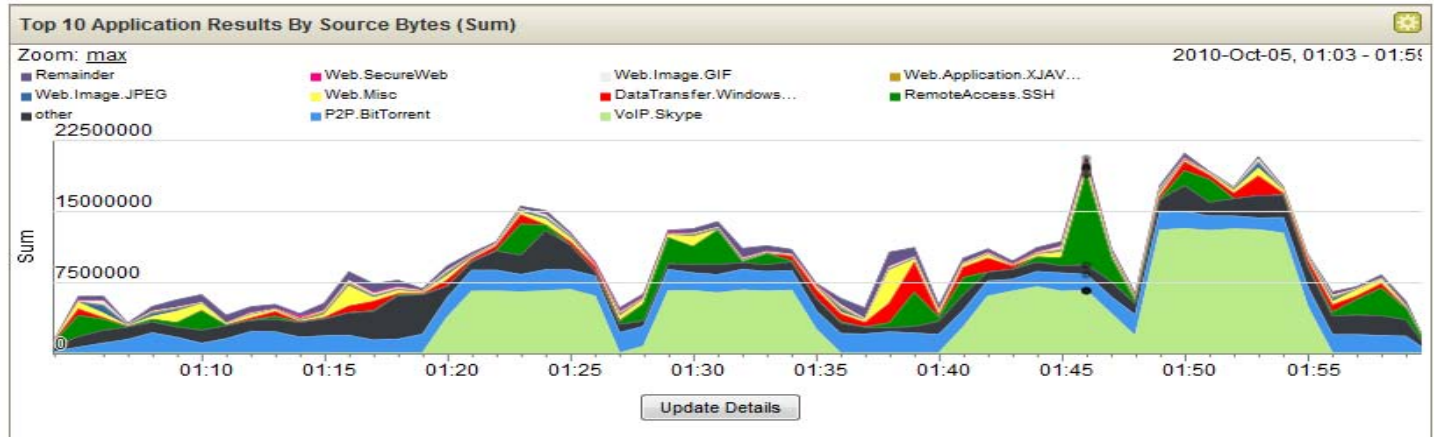 Top 10 Application Results By Source Bytes (Sum)
Zoom: max
2010-Oct-05, 01:03 - 01:59
Remainder
Web.SecureWeb
Web.Image.GIF
Web.Application.XJAV...
Web.Image.JPEG
Web.Misc
DataTransfer.Windows...
RemoteAccess.SSH
other
P2P.BitTorrent
VoIP.Skype
22500000
15000000
7500000
0
Sum
01:10
01:15
01:20
01:25
01:30
01:35
01:40
01:45
01:50
01:55
Update Details